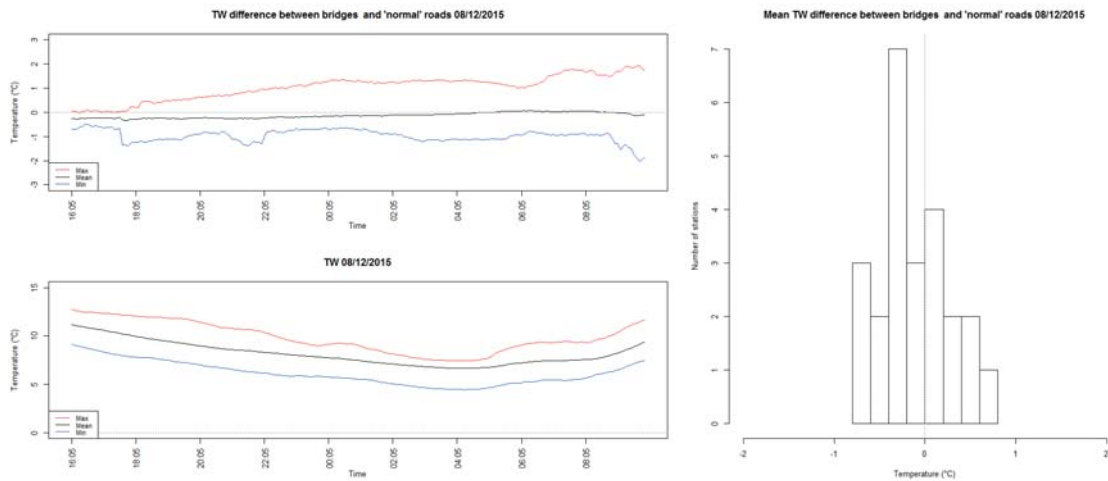 TW difference between bridges and 'normal' roads 08/12/2015
Temperature (°C)
3
2
1
0
-1
-2
-3
Max
Mean
Min
16:05
18:05
20:05
22:05
00:05
02:05
04:05
06:05
08:05
Time
TW 08/12/2015
Temperature (°C)
15
10
5
0
Max
Mean
Min
16:05
18:05
20:05
22:05
00:05
02:05
04:05
06:05
08:05
Time
Mean TW difference between bridges and 'normal' roads 08/12/2015
Number of stations
7
6
5
4
3
2
1
0
-2
-1
0
1
2
Temperature (°C)